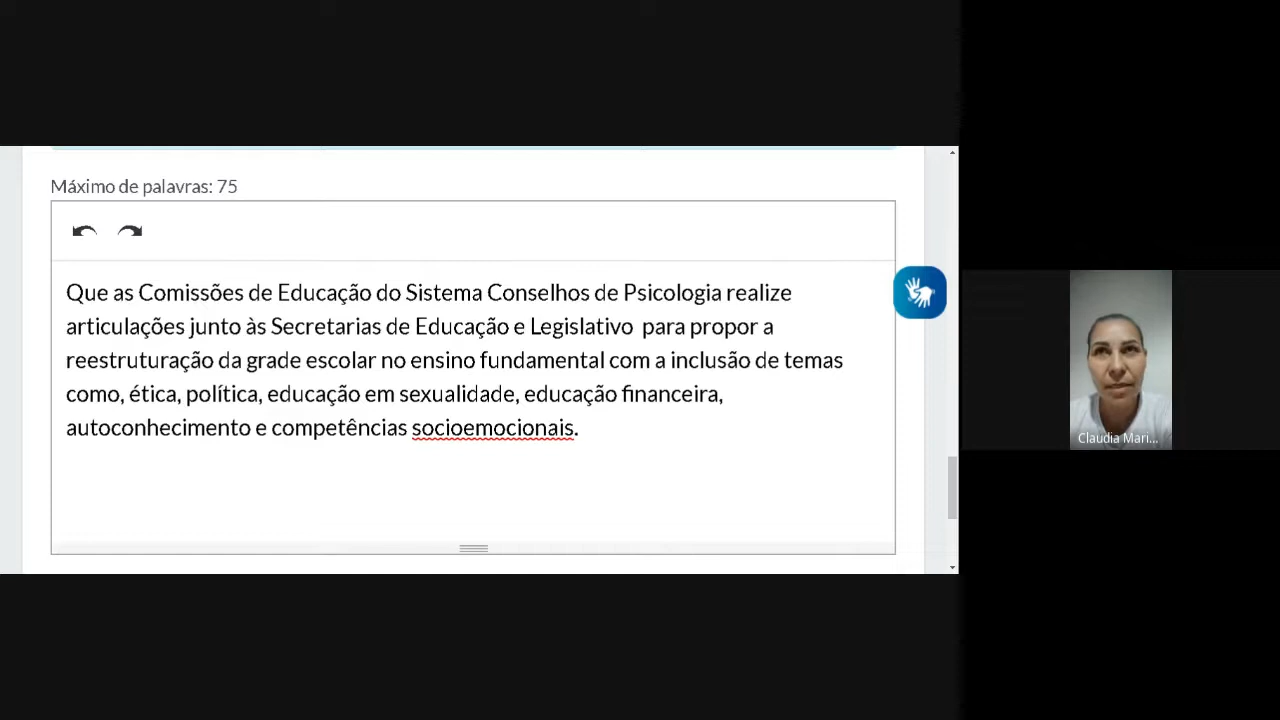 Máximo de palavras: 75
Que as Comissões de Educação do Sistema Conselhos de Psicologia realize
articulações junto às Secretarias de Educação e Legislativo  para propor a
reestruturação da grade escolar no ensino fundamental com a inclusão de temas
como, ética, política, educação em sexualidade, educação financeira,
autoconhecimento e competências socioemocionais.
Claudia Mari...